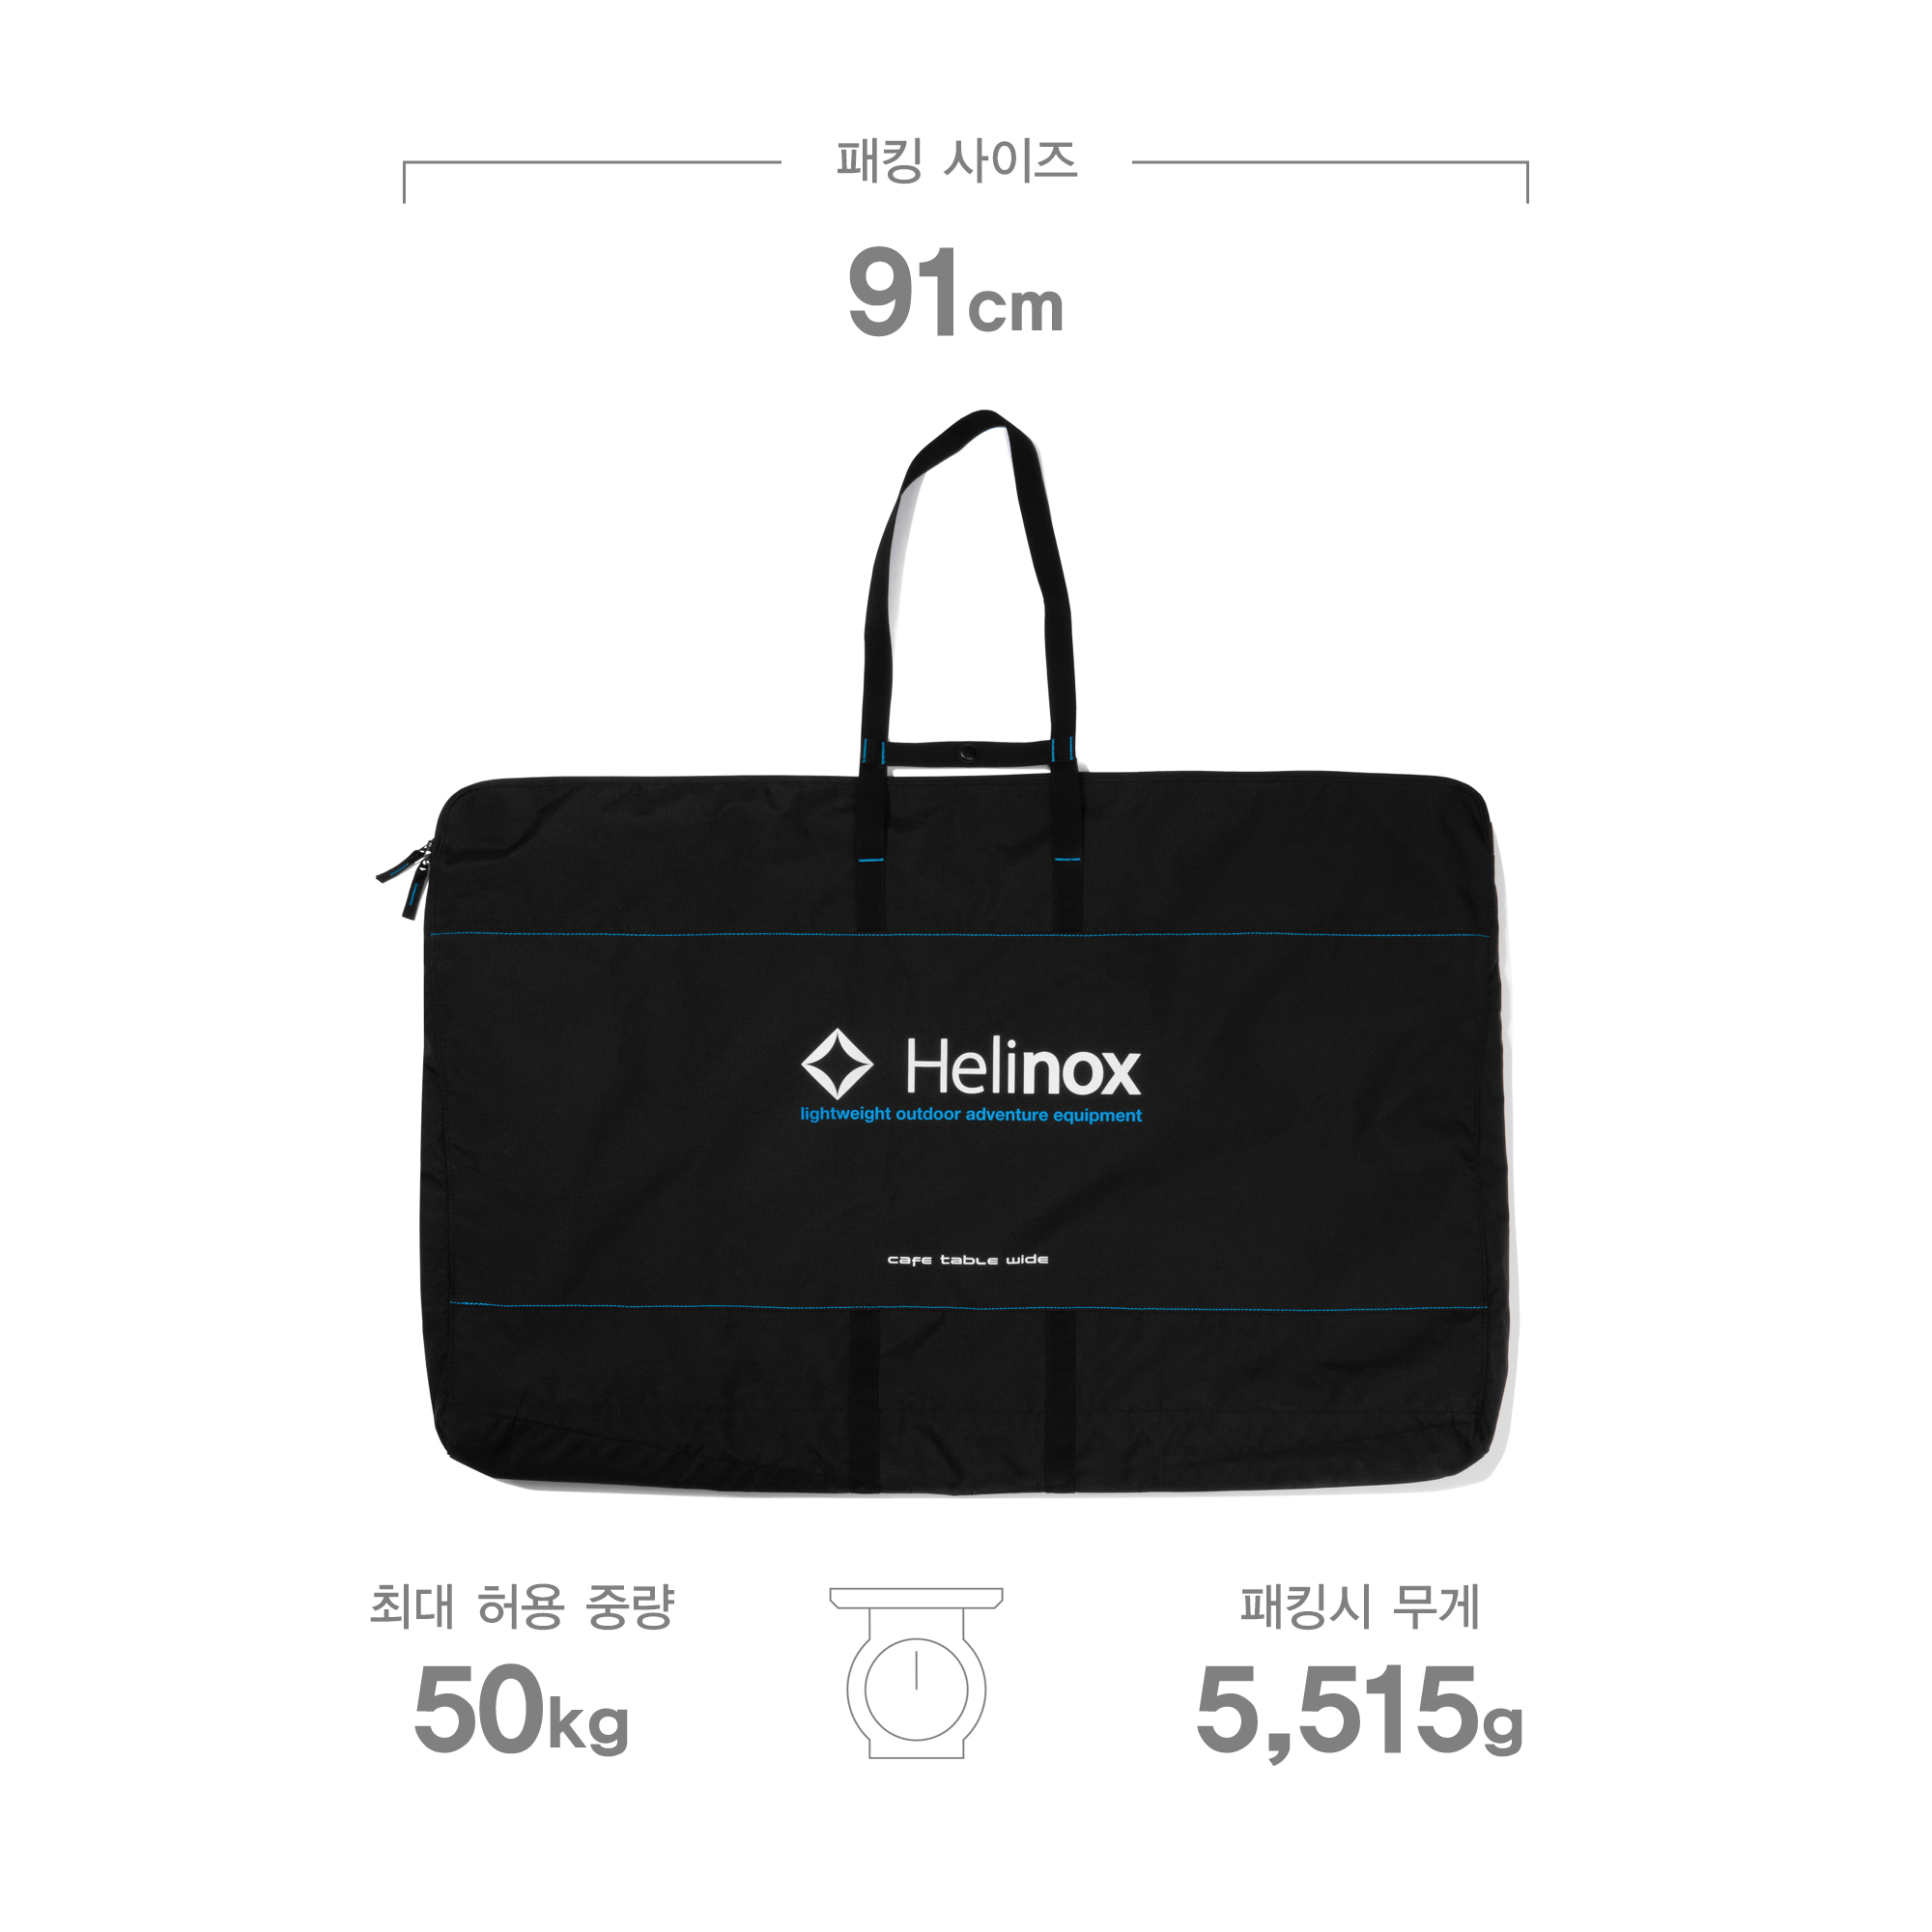 패킹 사이즈
91cm
Helinox
lightweight outdoor adventure equipment
cafe table wide
최대 허용 중량
50kg
패킹시 무게
5,515g